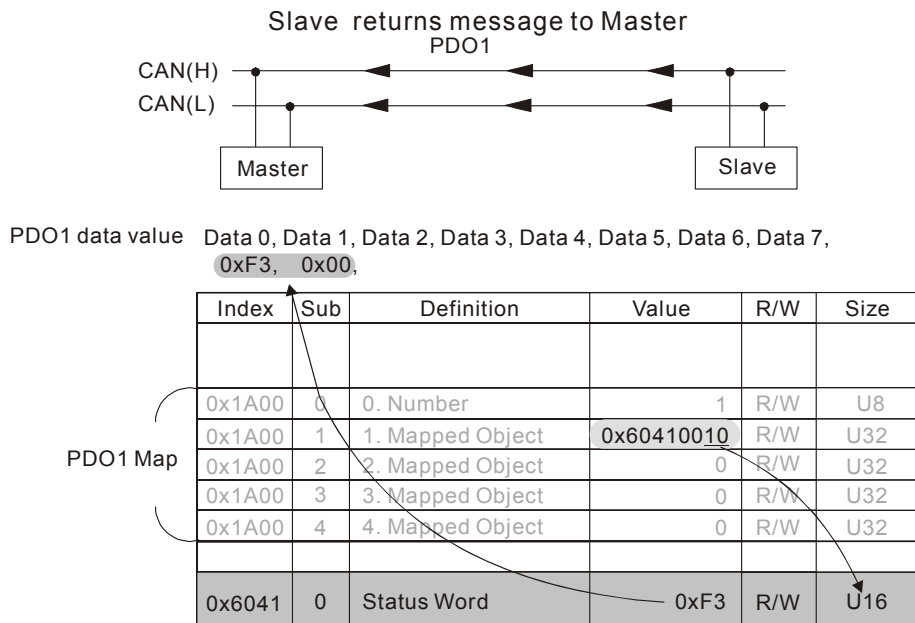 Slave returns message to Master
PDO1
CAN(H)
CAN(L)
Master
Slave
PDO1 data value Data 0, Data 1, Data 2, Data 3, Data 4, Data 5, Data 6, Data 7,
0xF3, 0x00,
Index Sub Definition Value R/W Size
0x1A00 0 0. Number 1 R/W U8
0x1A00 1 1. Mapped Object 0x60410010 R/W U32
PDO1 Map
0x1A00 2 2. Mapped Object 0 R/W U32
0x1A00 3 3. Mapped Object 0 R/W U32
0x1A00 4 4. Mapped Object 0 R/W U32
0x6041 0 Status Word 0xF3 R/W U16